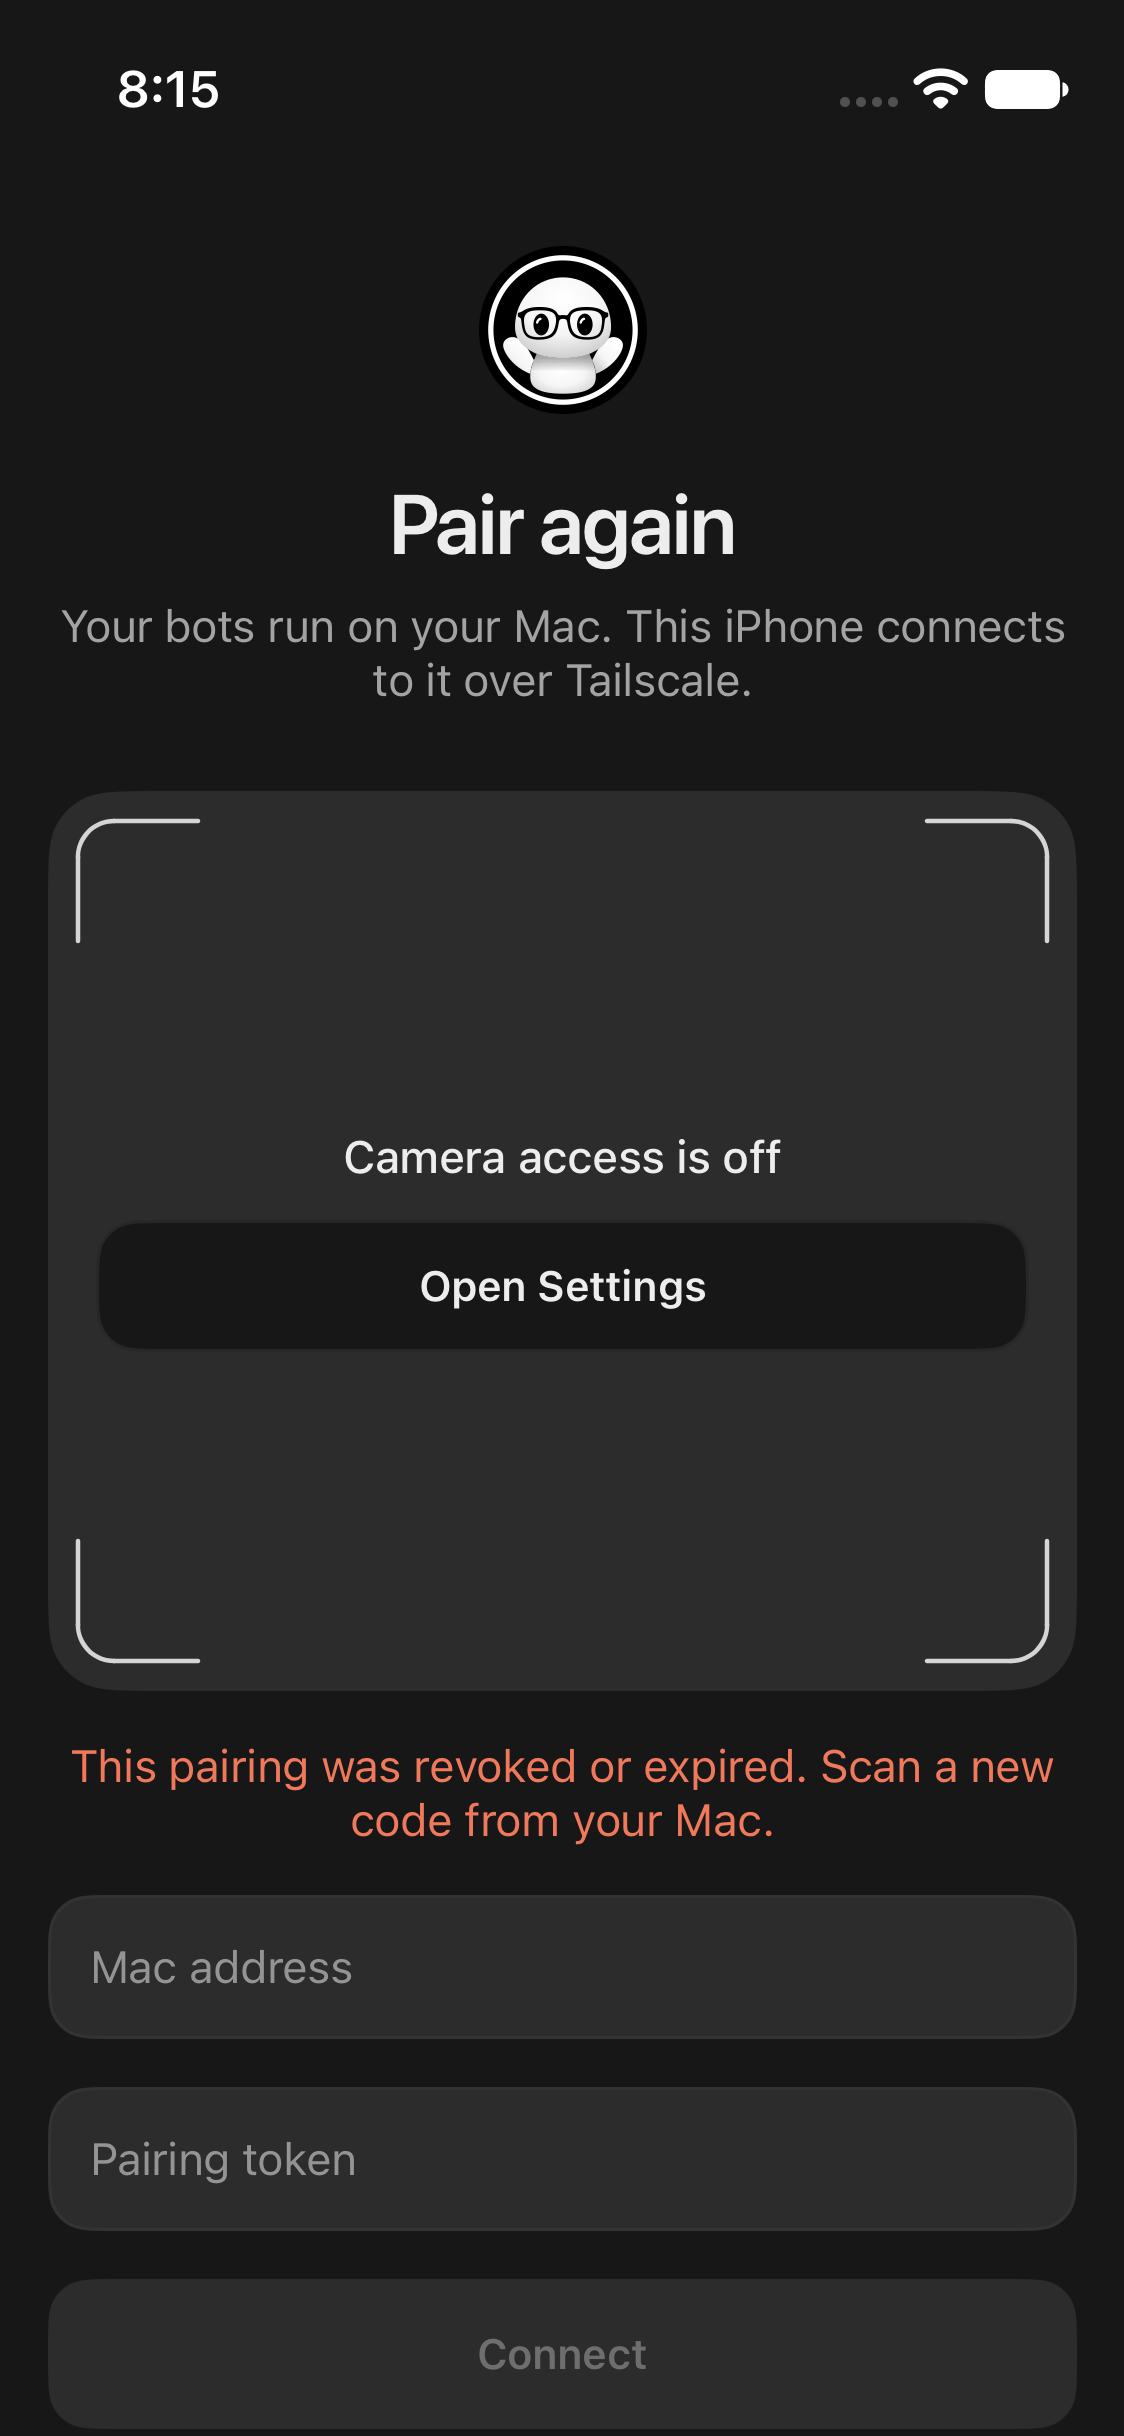 8:15
Pair again
Your bots run on your Mac. This iPhone connects
to it over Tailscale.
Camera access is off
Open Settings
This pairing was revoked or expired. Scan a new
code from your Mac.
Mac address
Pairing token
Connect